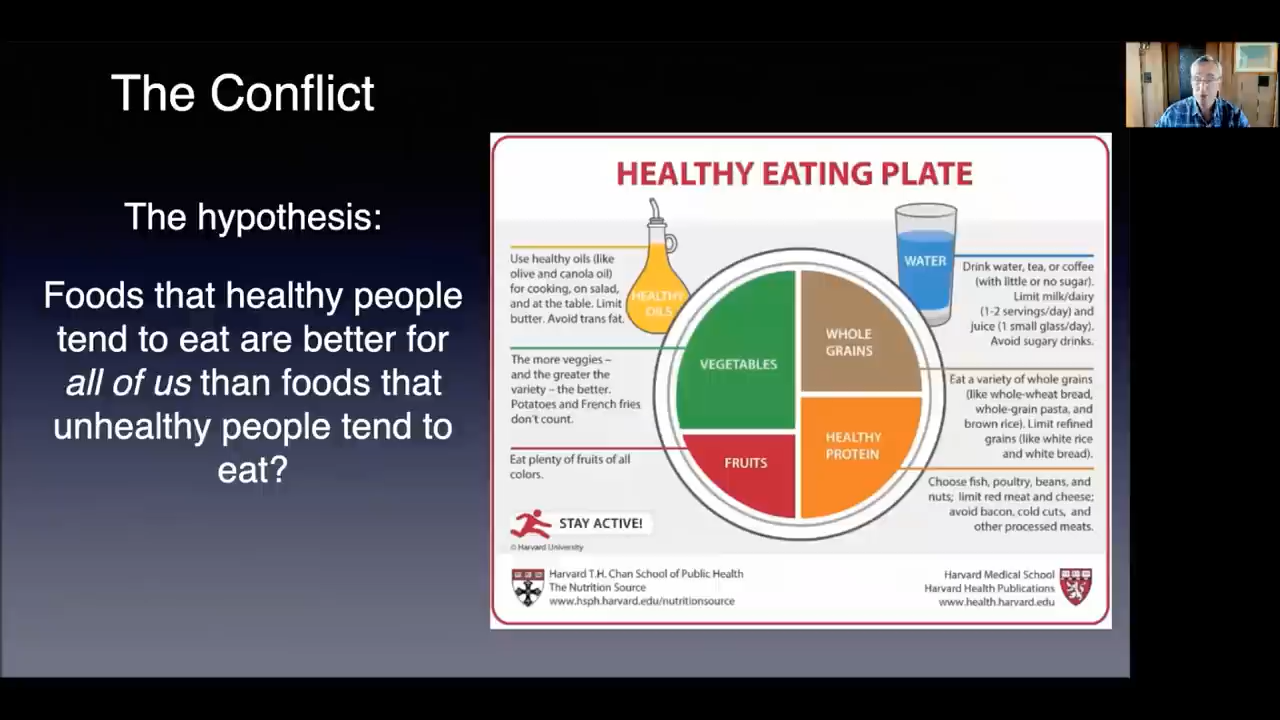 The Conflict
The hypothesis:
Foods that healthy people
tend to eat are better for
all of us than foods that
unhealthy people tend to
eat?
HEALTHY EATING PLATE
Use healthy oils (like
olive and canola oil)
for cooking, on salad,
and at the table. Limit
butter. Avoid trans fat.
HEALTHY
OILS
The more veggies –
and the greater the
variety – the better.
Potatoes and French fries
don't count.
Eat plenty of fruits of all
colors.
VEGETABLES
FRUITS
WHOLE
GRAINS
HEALTHY
PROTEIN
WATER
Drink water, tea, or coffee
(with little or no sugar).
Limit milk/dairy
(1-2 servings/day) and
juice (1 small glass/day).
Avoid sugary drinks.
Eat a variety of whole grains
(like whole-wheat bread,
whole-grain pasta, and
brown rice). Limit refined
grains (like white rice
and white bread).
Choose fish, poultry, beans, and
nuts; limit red meat and cheese;
avoid bacon, cold cuts, and
other processed meats.
STAY ACTIVE!
© Harvard University
Harvard T.H. Chan School of Public Health
The Nutrition Source
www.hsph.harvard.edu/nutritionsource
Harvard Medical School
Harvard Health Publications
www.health.harvard.edu